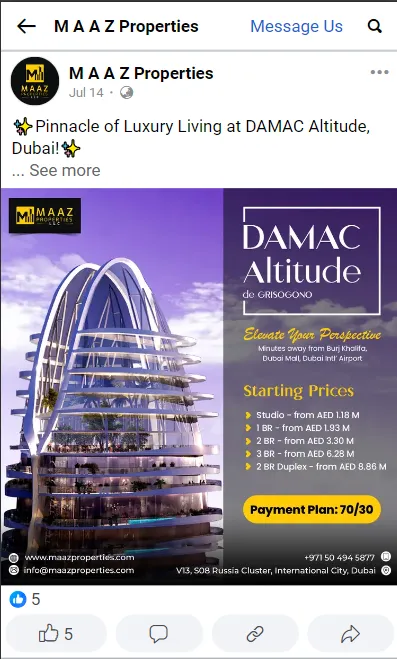 M A A Z Properties
Message Us
M A A Z Properties
Jul 14 ·
✨Pinnacle of Luxury Living at DAMAC Altitude,
Dubai!✨
... See more
MAAZ
PROPERTIES
LLC
DAMAC
Altitude
de GRISOGONO
Elevate Your Perspective
Minutes away from Burj Khalifa,
Dubai Mall, Dubai Intl' Airport
Starting Prices
Studio - from AED 1.18 M
1 BR - from AED 1.93 M
2 BR - from AED 3.30 M
3 BR - from AED 6.28 M
2 BR Duplex - from AED 8.86 M
Payment Plan: 70/30
www.maazproperties.com
+971 50 494 5877
info@maazproperties.com
V13, S08 Russia Cluster, International City, Dubai
5
5